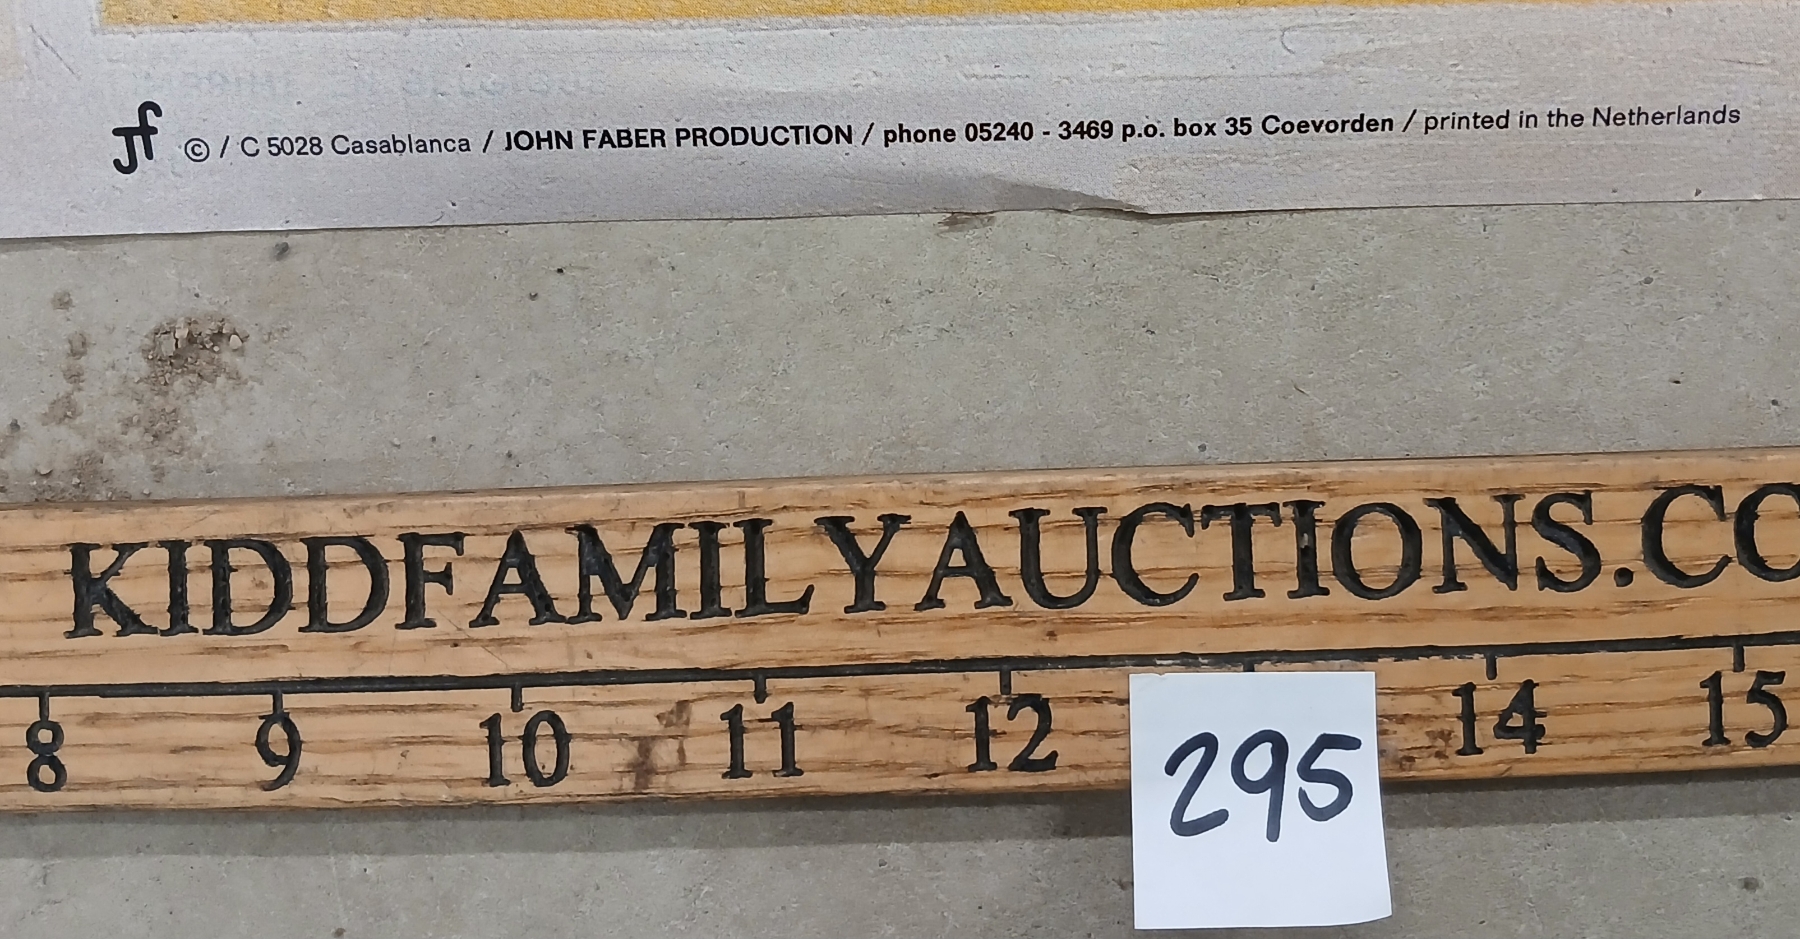 Jf © / C 5028 Casablanca / JOHN FABER PRODUCTION / phone 05240 - 3469 p.o. box 35 Coevorden / printed in the Netherlands
KIDDFAMILYAUCTIONS.CO
8 9 10 11 12 14 15
295